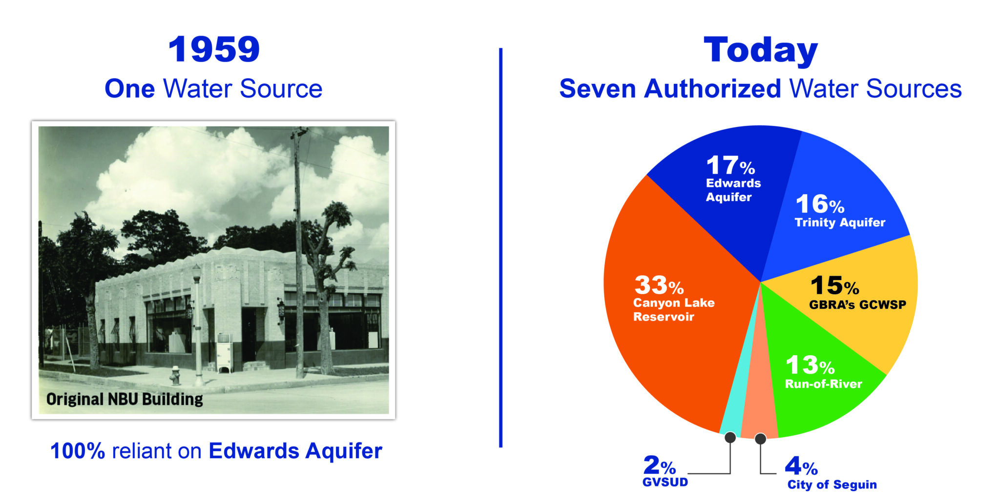 1959
One Water Source
Original NBU Building
100% reliant on Edwards Aquifer
Today
Seven Authorized Water Sources
17%
Edwards
Aquifer
16%
Trinity Aquifer
15%
GBRA's GCWSP
13%
Run-of-River
33%
Canyon Lake
Reservoir
2%
GVSUD
4%
City of Seguin